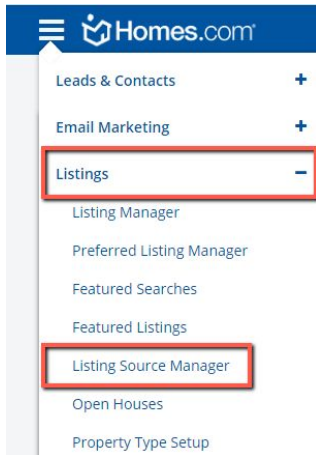 Homes.com
Leads & Contacts +
Email Marketing +
Listings −
Listing Manager
Preferred Listing Manager
Featured Searches
Featured Listings
Listing Source Manager
Open Houses
Property Type Setup